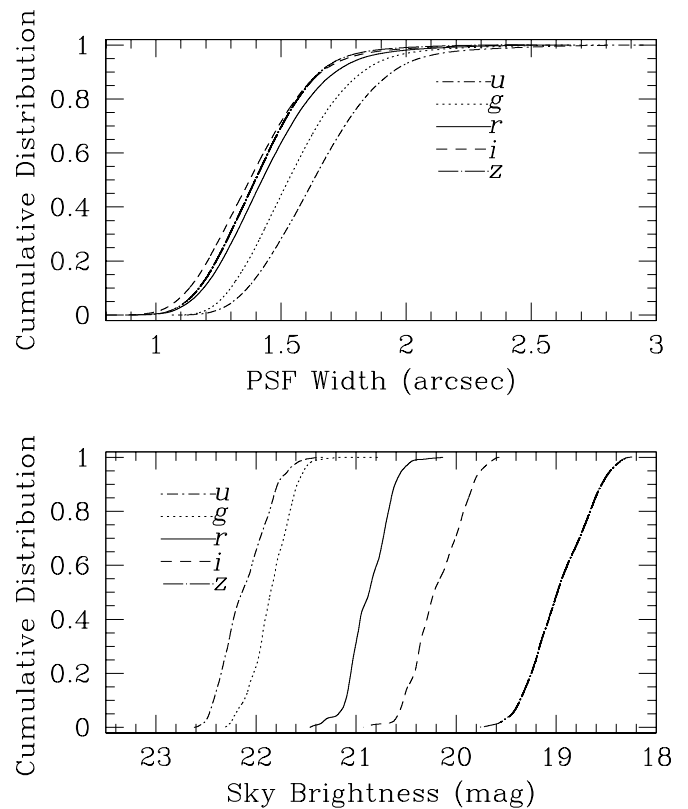 Cumulative Distribution
1
0.8
0.6
0.4
0.2
0
u
g
r
i
z
1 1.5 2 2.5 3
PSF Width (arcsec)
Cumulative Distribution
1
0.8
0.6
0.4
0.2
0
u
g
r
i
z
23 22 21 20 19 18
Sky Brightness (mag)